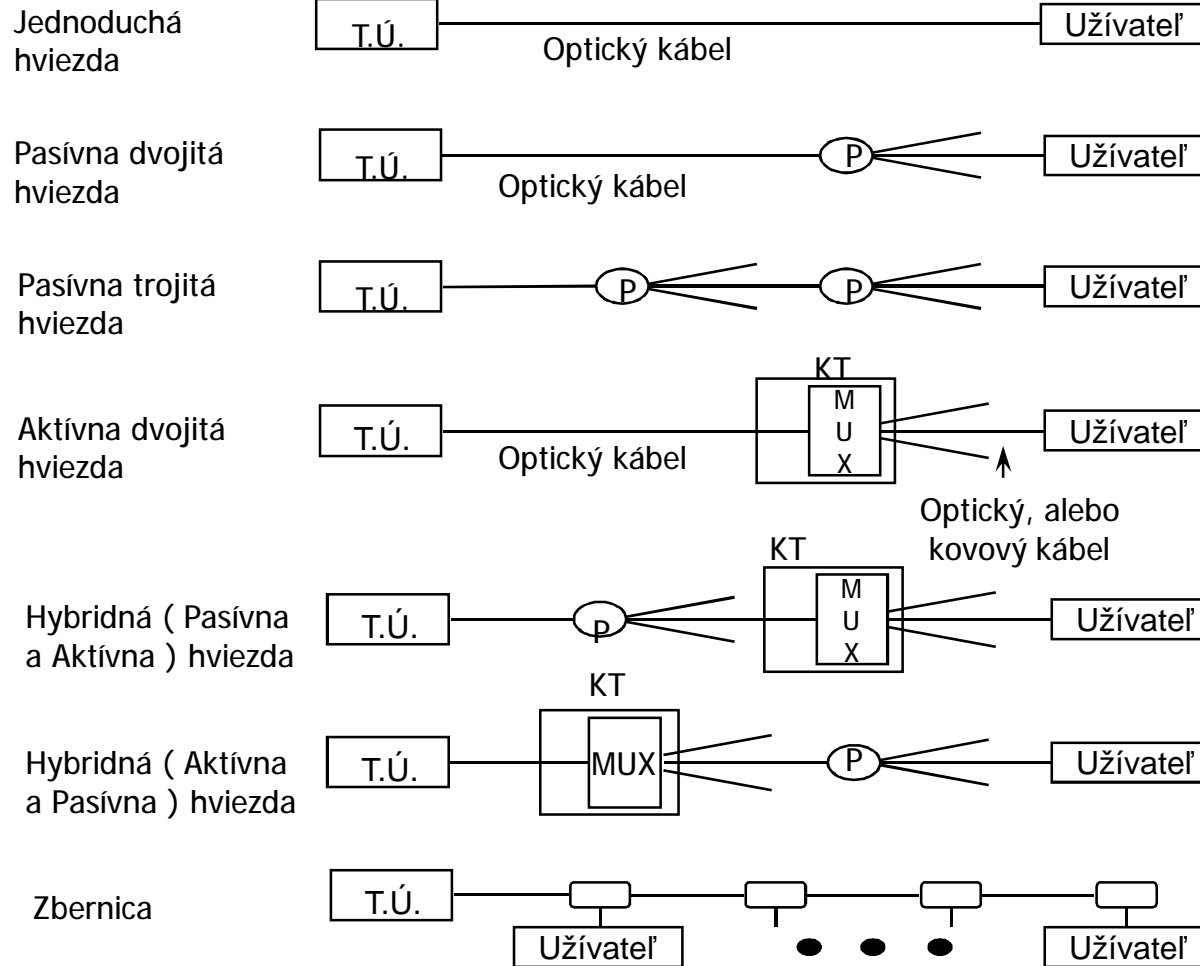 Jednoduchá
hviezda
T.Ú.
Optický kábel
Užívateľ
Pasívna dvojitá
hviezda
T.Ú.
Optický kábel
P
Užívateľ
Pasívna trojitá
hviezda
T.Ú.
P
P
Užívateľ
Aktívna dvojitá
hviezda
T.Ú.
Optický kábel
KT
M
U
X
Užívateľ
Optický, alebo
kovový kábel
Hybridná ( Pasívna
a Aktívna ) hviezda
T.Ú.
P
KT
M
U
X
Užívateľ
Hybridná ( Aktívna
a Pasívna ) hviezda
T.Ú.
KT
MUX
P
Užívateľ
Zbernica
T.Ú.
Užívateľ
Užívateľ